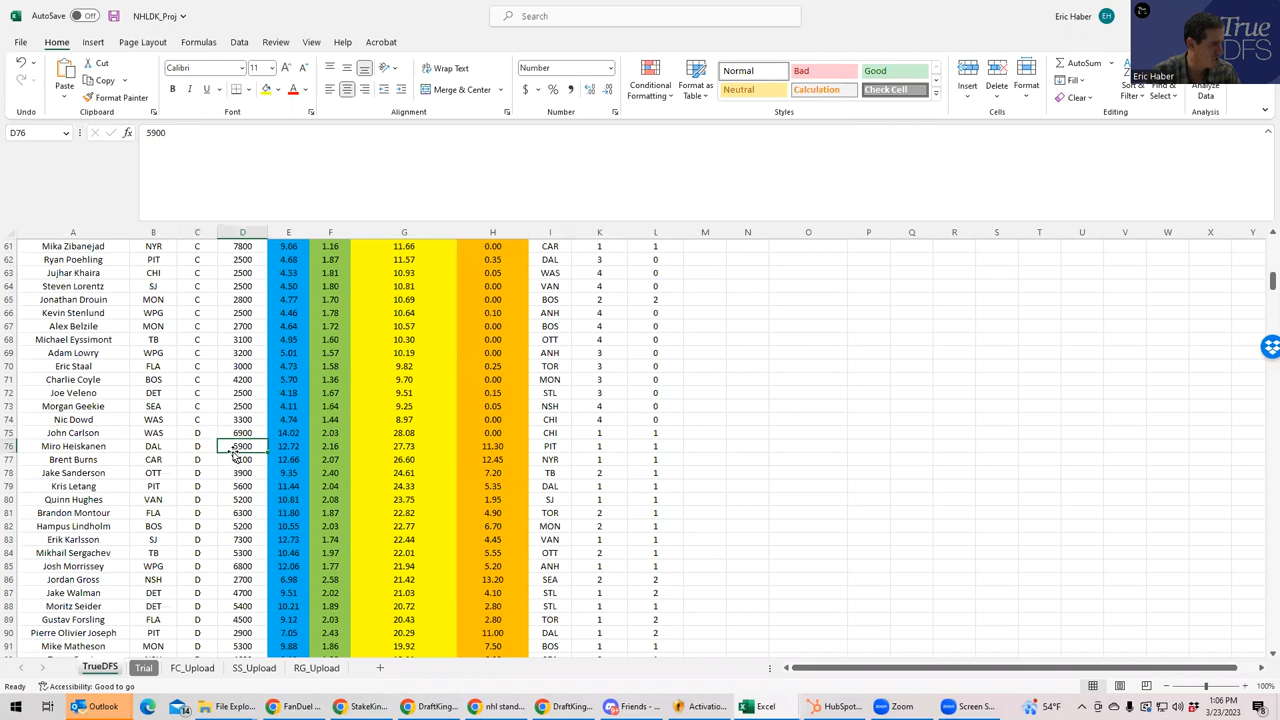 AutoSave Off NHLDK_Proj Search Eric Haber EH
True DFS
Eric Haber
File Home Insert Page Layout Formulas Data Review View Help Acrobat
Cut Copy Format Painter Paste
Calibri 11 Wrap Text Number AutoSum
B I U Merge & Center Fill Clear
Conditional Formatting Format as Table
Normal Bad Good
Neutral Calculation Check Cell
Insert Delete Format Sort & Filter Find & Select Analyze Data
Undo Clipboard Font Alignment Number Styles Cells Editing Analysis
D76 fx 5900
A B C D E F G H I K L M N O P Q R S T U V W X Y
61 Mika Zibanejad NYR C 7800 9.06 1.16 11.66 0.00 CAR 1 1
62 Ryan Poehling PIT C 2500 4.68 1.87 11.57 0.35 DAL 3 0
63 Jujhar Khaira CHI C 2500 4.53 1.81 10.93 0.05 WAS 4 0
64 Steven Lorentz SJ C 2500 4.50 1.80 10.81 0.00 VAN 4 0
65 Jonathan Drouin MON C 2800 4.77 1.70 10.69 0.00 BOS 2 2
66 Kevin Stenlund WPG C 2500 4.46 1.78 10.64 0.10 ANH 4 0
67 Alex Belzile MON C 2700 4.64 1.72 10.57 0.00 BOS 4 0
68 Michael Eyssimont TB C 3100 4.95 1.60 10.30 0.00 OTT 4 0
69 Adam Lowry WPG C 3200 5.01 1.57 10.19 0.00 ANH 3 0
70 Eric Staal FLA C 3000 4.73 1.58 9.82 0.25 TOR 3 0
71 Charlie Coyle BOS C 4200 5.70 1.36 9.70 0.00 MON 3 0
72 Joe Veleno DET C 2500 4.18 1.67 9.51 0.15 STL 3 0
73 Morgan Geekie SEA C 2500 4.11 1.64 9.25 0.05 NSH 4 0
74 Nic Dowd WAS C 3300 4.74 1.44 8.97 0.00 CHI 4 0
75 John Carlson WAS D 6900 14.02 2.03 28.08 0.00 CHI 1 1
76 Miro Heiskanen DAL D 5900 12.72 2.16 27.73 11.30 PIT 1 1
77 Brent Burns CAR D 12.66 2.07 26.60 12.45 NYR 1 1
78 Jake Sanderson OTT D 3900 9.35 2.40 24.61 7.20 TB 2 1
79 Kris Letang PIT D 5600 11.44 2.04 24.33 5.35 DAL 1 1
80 Quinn Hughes VAN D 5200 10.81 2.08 23.75 1.95 SJ 1 1
81 Brandon Montour FLA D 6300 11.80 1.87 22.82 4.90 TOR 2 1
82 Hampus Lindholm BOS D 5200 10.55 2.03 22.77 6.70 MON 2 1
83 Erik Karlsson SJ D 7300 12.73 1.74 22.44 4.45 VAN 1 1
84 Mikhail Sergachev TB D 5300 10.46 1.97 22.01 5.55 OTT 2 1
85 Josh Morrissey WPG D 6800 12.06 1.77 21.94 5.20 ANH 1 1
86 Jordan Gross NSH D 2700 6.98 2.58 21.42 13.20 SEA 2 2
87 Jake Walman DET D 4700 9.51 2.02 21.03 4.10 STL 1 2
88 Moritz Seider DET D 5400 10.21 1.89 20.72 2.80 STL 1 1
89 Gustav Forsling FLA D 4500 9.12 2.03 20.43 2.80 TOR 1 2
90 Pierre Olivier Joseph PIT D 2900 7.05 2.43 20.29 11.00 DAL 1 2
91 Mike Matheson MON D 5300 9.88 1.86 19.92 7.50 BOS 1 1
TrueDFS Trial FC_Upload SS_Upload RG_Upload
Ready Accessibility: Good to go 100%
Outlook 14 File Explo... FanDuel ... StakeKin... DraftKing... nhl stand... DraftKing... Friends - ... Activatio... Excel HubSpot... Zoom Screen S... 54°F 1:06 PM
3/23/2023